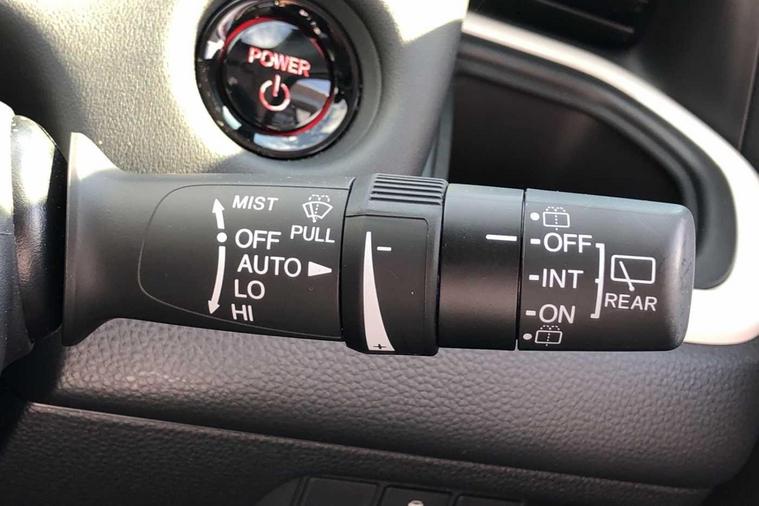 POWER
MIST
OFF
PULL
AUTO
LO
HI
-
+
OFF
INT
ON
REAR